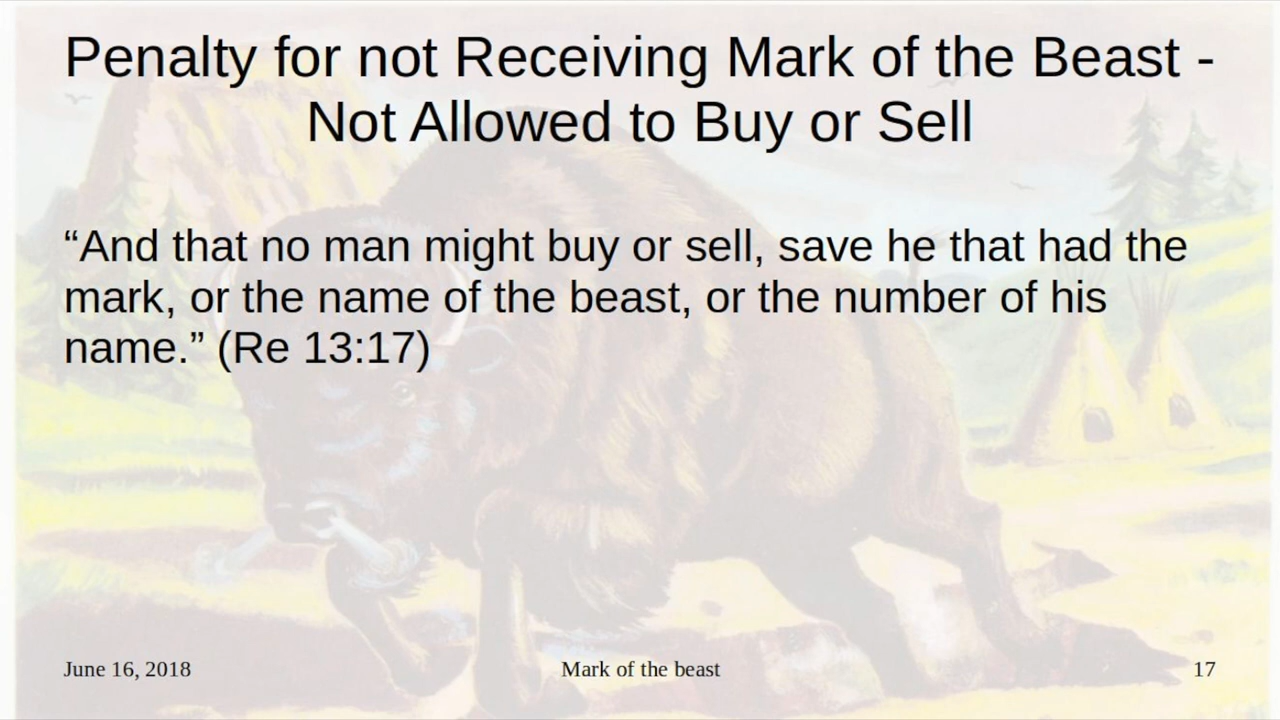 Penalty for not Receiving Mark of the Beast -
Not Allowed to Buy or Sell
“And that no man might buy or sell, save he that had the
mark, or the name of the beast, or the number of his
name.” (Re 13:17)
June 16, 2018
Mark of the beast
17